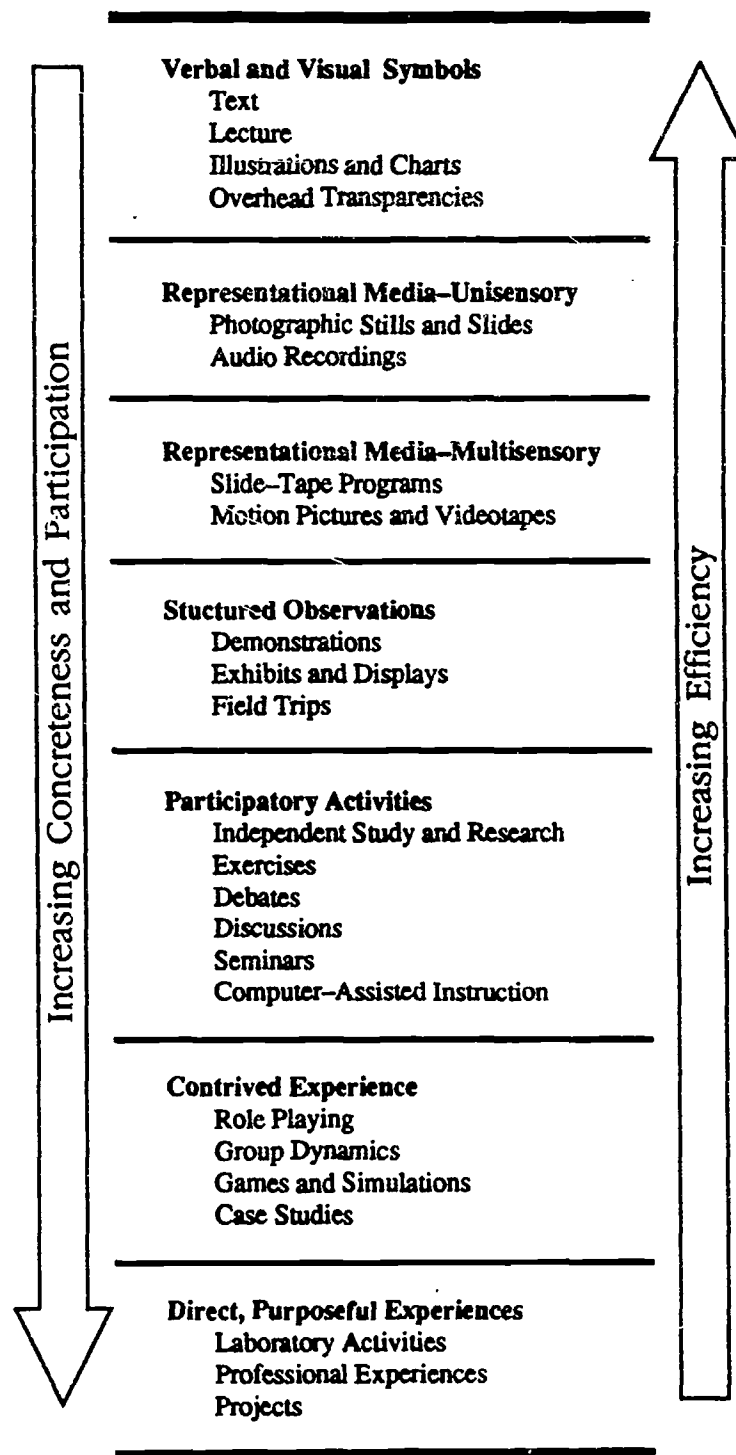 Verbal and Visual Symbols
Text
Lecture
Illustrations and Charts
Overhead Transparencies
Representational Media–Unisensory
Photographic Stills and Slides
Audio Recordings
Representational Media–Multisensory
Slide–Tape Programs
Motion Pictures and Videotapes
Stuctured Observations
Demonstrations
Exhibits and Displays
Field Trips
Participatory Activities
Independent Study and Research
Exercises
Debates
Discussions
Seminars
Computer–Assisted Instruction
Contrived Experience
Role Playing
Group Dynamics
Games and Simulations
Case Studies
Direct, Purposeful Experiences
Laboratory Activities
Professional Experiences
Projects
Increasing Concreteness and Participation
Increasing Efficiency